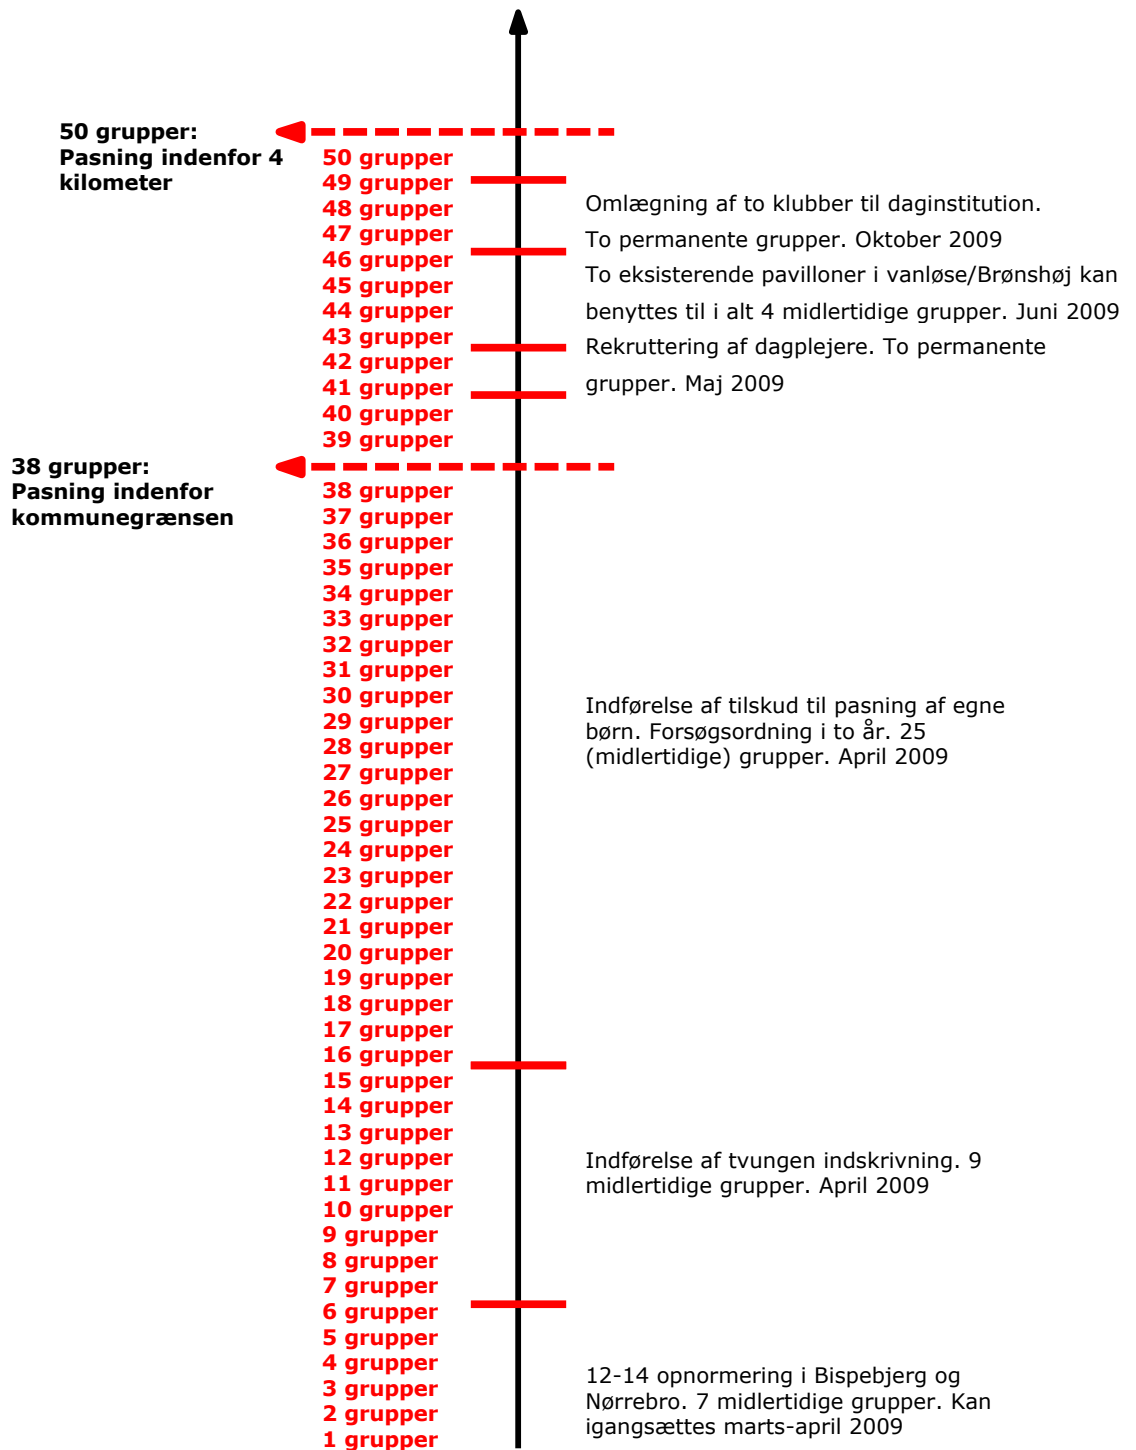 50 grupper:
Pasning indenfor 4
kilometer
50 grupper
49 grupper
48 grupper
47 grupper
46 grupper
45 grupper
44 grupper
43 grupper
42 grupper
41 grupper
40 grupper
39 grupper
Omlægning af to klubber til daginstitution.
To permanente grupper. Oktober 2009
To eksisterende pavilloner i vanløse/Brønshøj kan
benyttes til i alt 4 midlertidige grupper. Juni 2009
Rekruttering af dagplejere. To permanente
grupper. Maj 2009
38 grupper:
Pasning indenfor
kommunegrænsen
38 grupper
37 grupper
36 grupper
35 grupper
34 grupper
33 grupper
32 grupper
31 grupper
30 grupper
29 grupper
28 grupper
27 grupper
26 grupper
25 grupper
24 grupper
23 grupper
22 grupper
21 grupper
20 grupper
19 grupper
18 grupper
17 grupper
16 grupper
15 grupper
14 grupper
13 grupper
12 grupper
11 grupper
10 grupper
9 grupper
8 grupper
7 grupper
6 grupper
5 grupper
4 grupper
3 grupper
2 grupper
1 grupper
Indførelse af tilskud til pasning af egne
børn. Forsøgsordning i to år. 25
(midlertidige) grupper. April 2009
Indførelse af tvungen indskrivning. 9
midlertidige grupper. April 2009
12-14 opnormering i Bispebjerg og
Nørrebro. 7 midlertidige grupper. Kan
igangsættes marts-april 2009